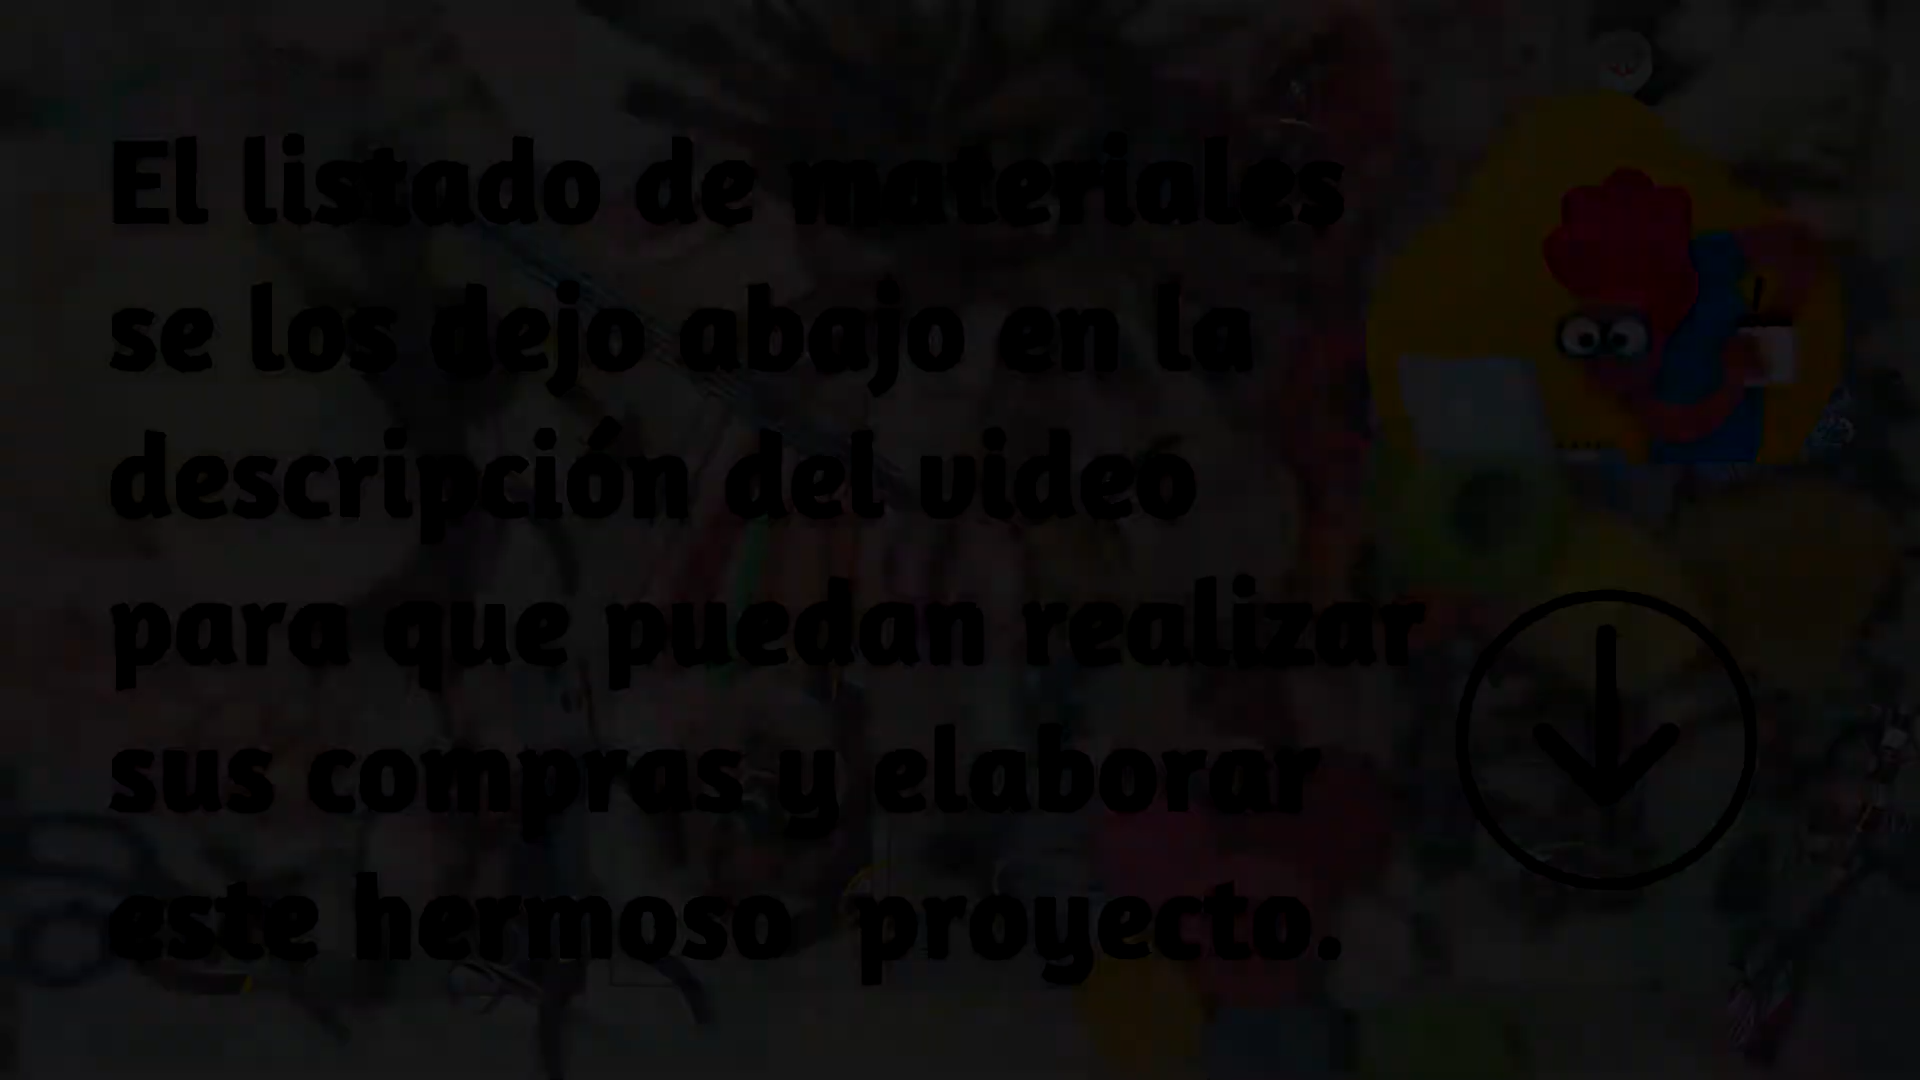 El listado de materiales
se los dejo abajo en la
descripción del video
para que puedan realizar
sus compras y elaborar
este hermoso  proyecto.